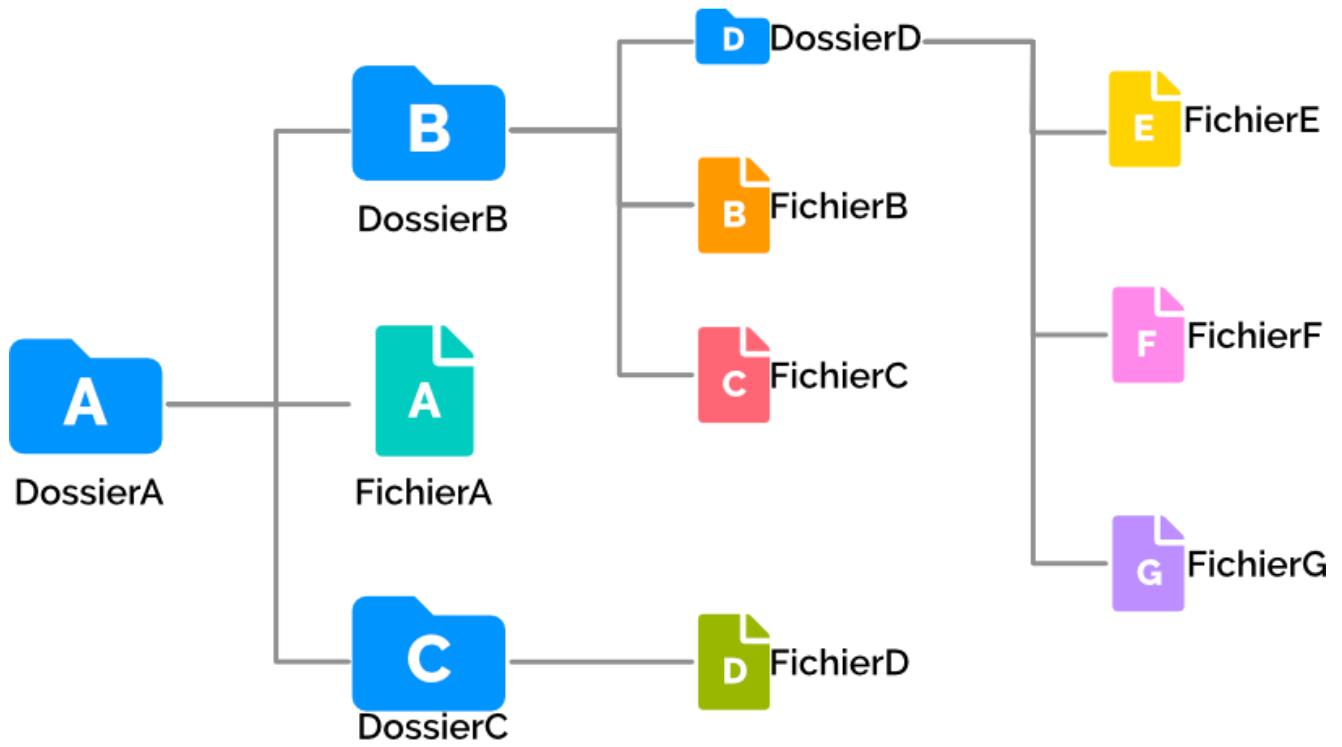 D DossierD
B
E FichierE
DossierB
B FichierB
A
A
F FichierF
C FichierC
DossierA
FichierA
G FichierG
C
D FichierD
DossierC